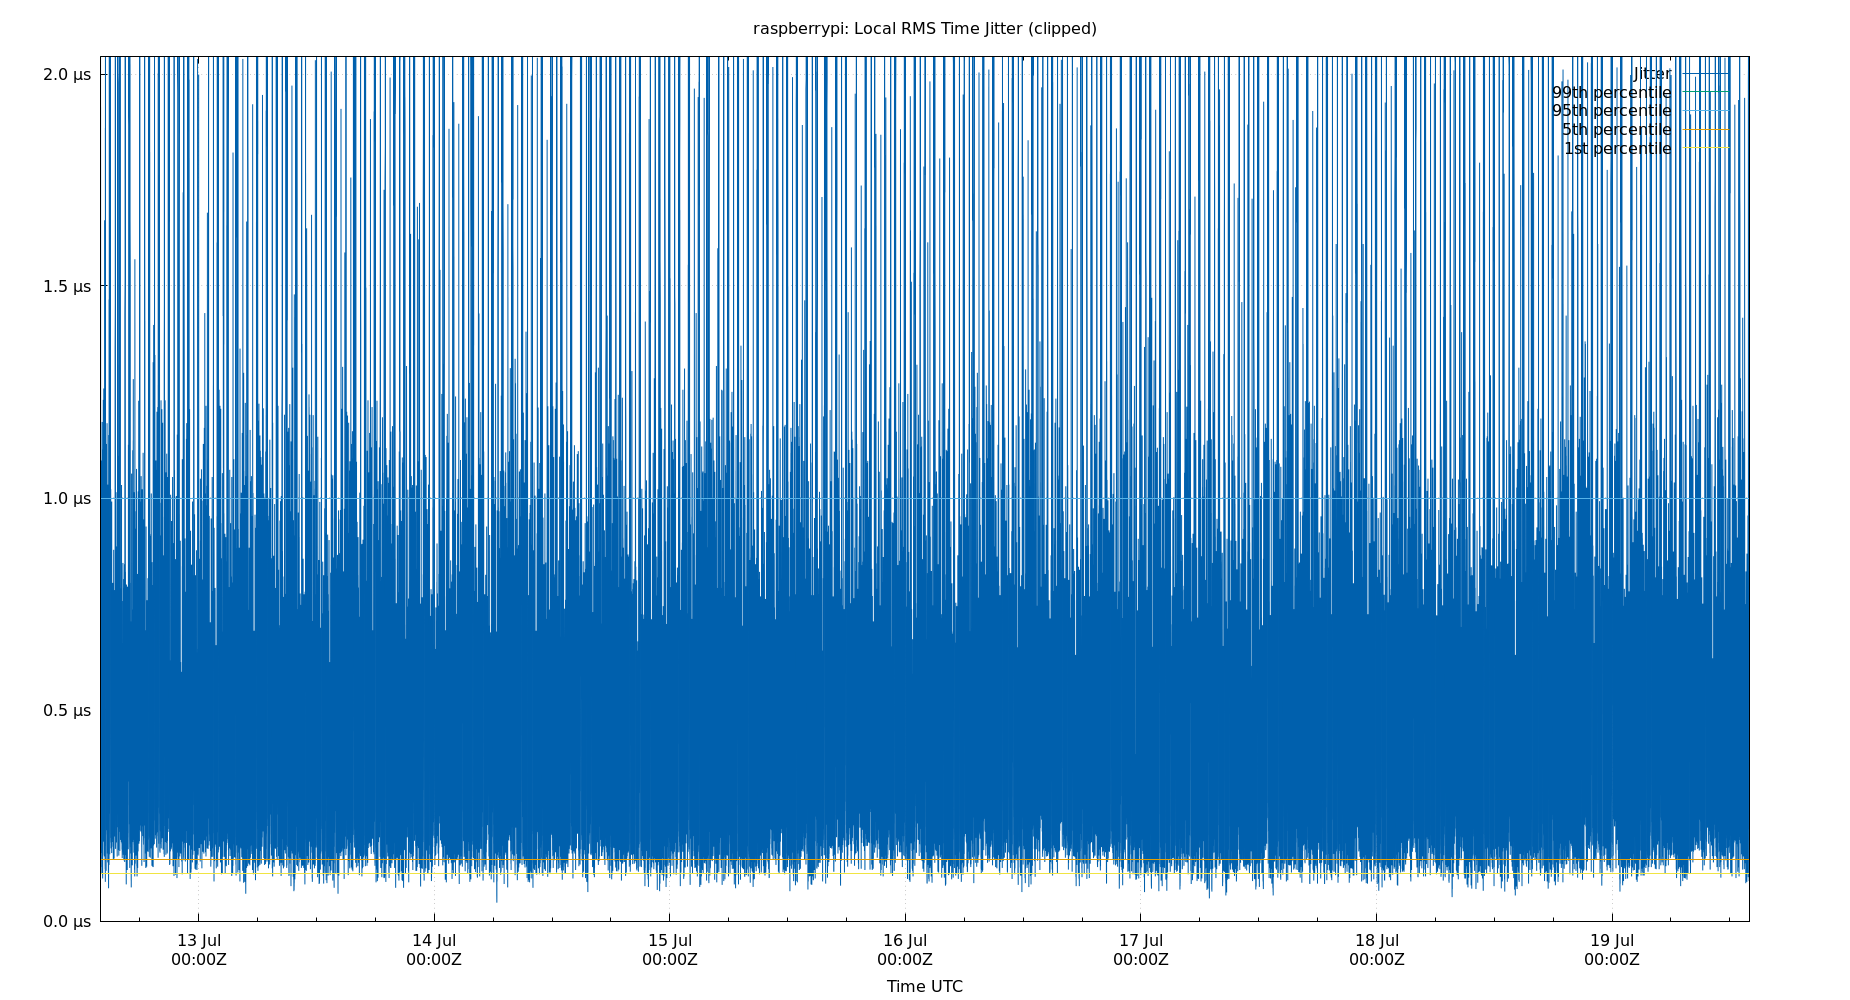 raspberrypi: Local RMS Time Jitter (clipped)
2.0 μs
1.5 μs
1.0 μs
0.5 μs
0.0 μs
Jitter
99th percentile
95th percentile
5th percentile
1st percentile
13 Jul 14 Jul 15 Jul 16 Jul 17 Jul 18 Jul 19 Jul
00:00Z 00:00Z 00:00Z 00:00Z 00:00Z 00:00Z 00:00Z
Time UTC